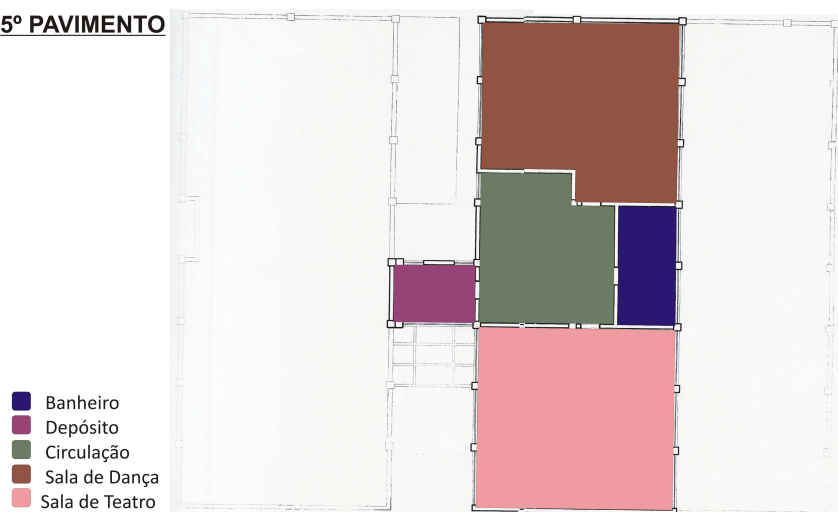 5º PAVIMENTO
Banheiro
Depósito
Circulação
Sala de Dança
Sala de Teatro